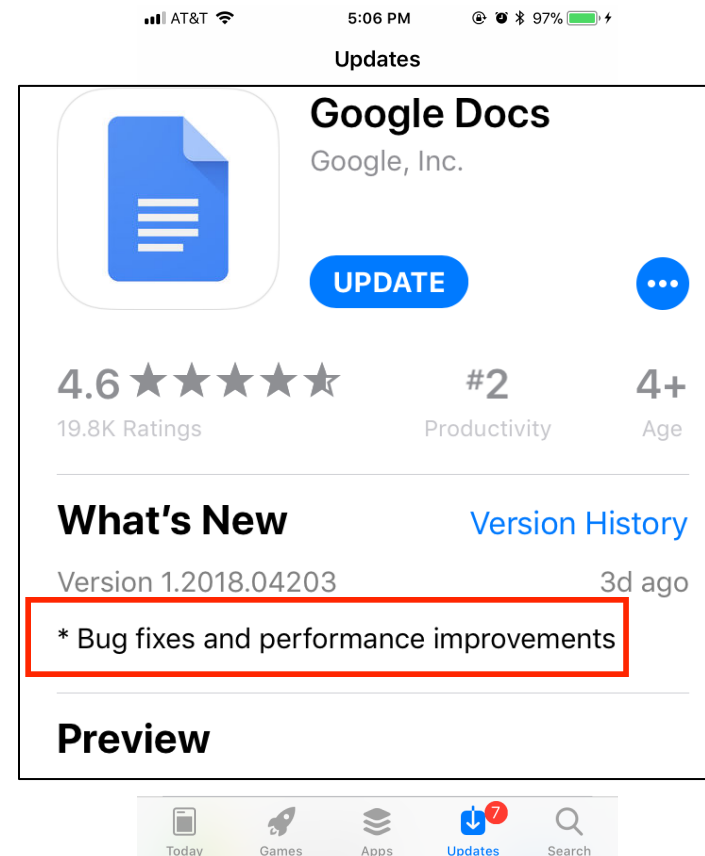 AT&T 5:06 PM 97%
Updates
Google Docs
Google, Inc.
UPDATE
4.6 #2 4+
19.8K Ratings Productivity Age
What's New Version History
Version 1.2018.04203 3d ago
* Bug fixes and performance improvements
Preview
7
Today Games Apps Updates Search